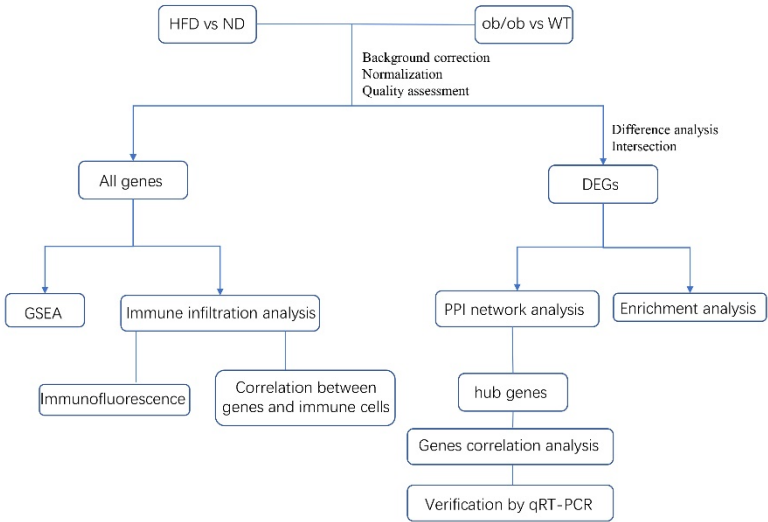 HFD vs ND
ob/ob vs WT
Background correction
Normalization
Quality assessment
Difference analysis
Intersection
All genes
DEGs
GSEA
Immune infiltration analysis
PPI network analysis
Enrichment analysis
Immunofluorescence
Correlation between
genes and immune cells
hub genes
Genes correlation analysis
Verification by qRT-PCR